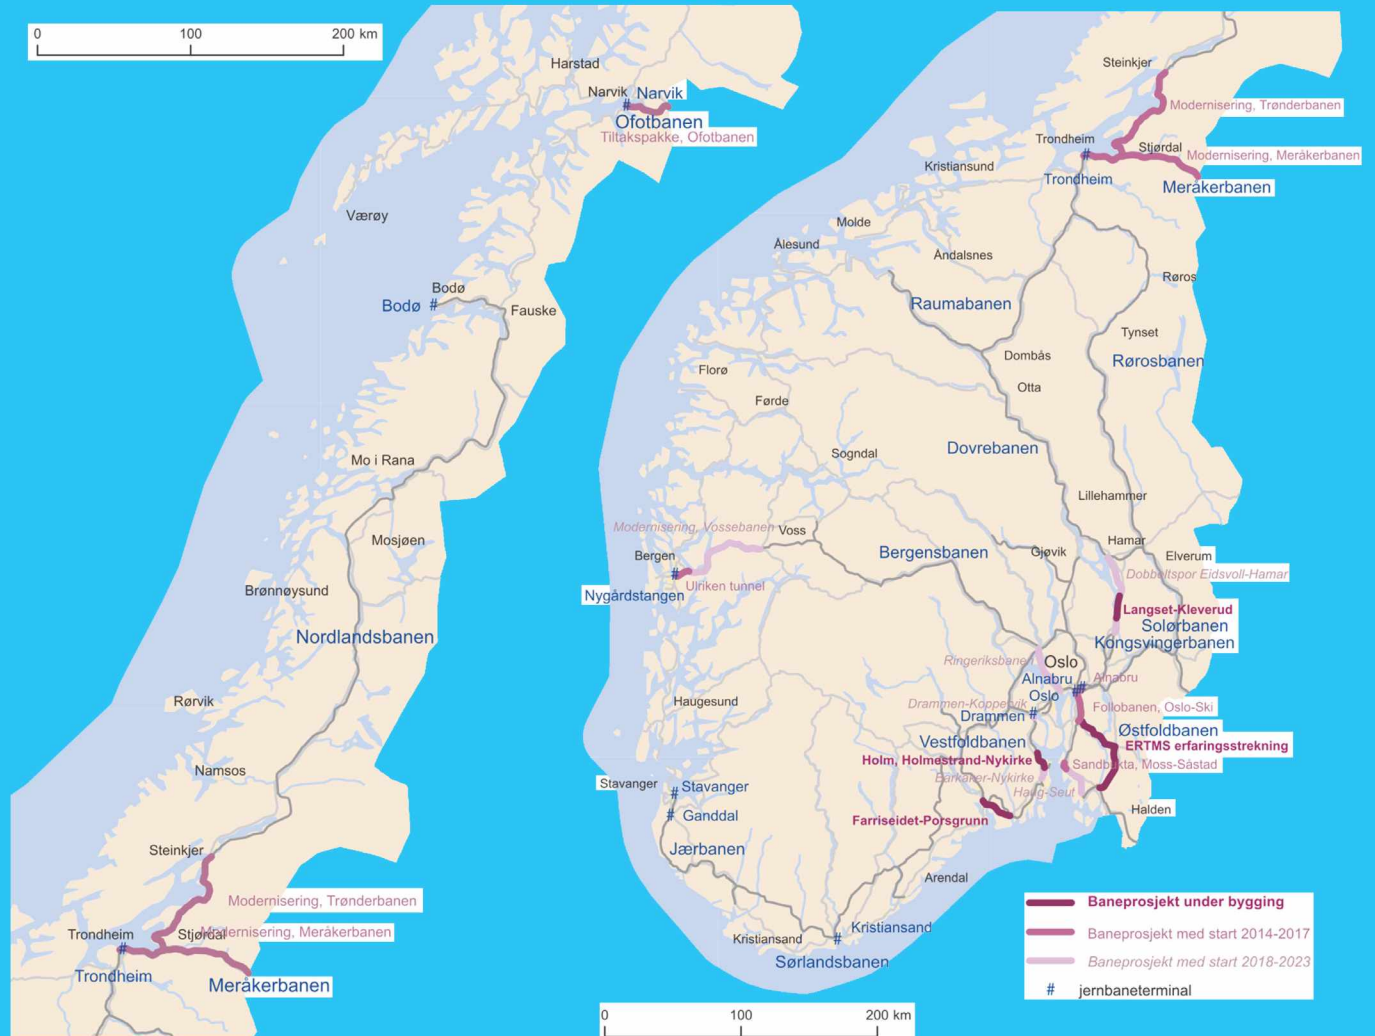 0 100 200 km
Harstad
Narvik Narvik
Ofotbanen
Tiltakspakke, Ofotbanen
Værøy
Bodø
Bodø
Fauske
Mo i Rana
Mosjøen
Brønnøysund
Nordlandsbanen
Rørvik
Namsos
Steinkjer
Modernisering, Trønderbanen
Trondheim
Stjørdal
Modernisering, Meråkerbanen
Trondheim
Meråkerbanen
Steinkjer
Modernisering, Trønderbanen
Trondheim
Stjørdal
Modernisering, Meråkerbanen
Kristiansund
Trondheim
Meråkerbanen
Molde
Ålesund
Åndalsnes
Røros
Raumabanen
Tynset
Dombås
Rørosbanen
Florø
Otta
Førde
Dovrebanen
Sogndal
Lillehammer
Modernisering, Vossebanen
Voss
Bergen
Bergensbanen
Gjøvik
Hamar
Elverum
Dobbeltspor Eidsvoll-Hamar
Ulriken tunnel
Nygårdstangen
Langset-Kleverud
Solørbanen
Kongsvingerbanen
Ringeriksbanen
Oslo
Alnabru
Alnabru
Oslo
Haugesund
Drammen-Koppervik
Follobanen, Oslo-Ski
Drammen
Østfoldbanen
Vestfoldbanen
ERTMS erfaringsstrekning
Holm, Holmestrand-Nykirke
Sandbukta, Moss-Såstad
Barkåker-Nykirke
Haug-Seut
Stavanger
Stavanger
Ganddal
Halden
Farriseidet-Porsgrunn
Jærbanen
Arendal
Kristiansand
Kristiansand
Sørlandsbanen
Baneprosjekt under bygging
Baneprosjekt med start 2014-2017
Baneprosjekt med start 2018-2023
# jernbaneterminal
0 100 200 km